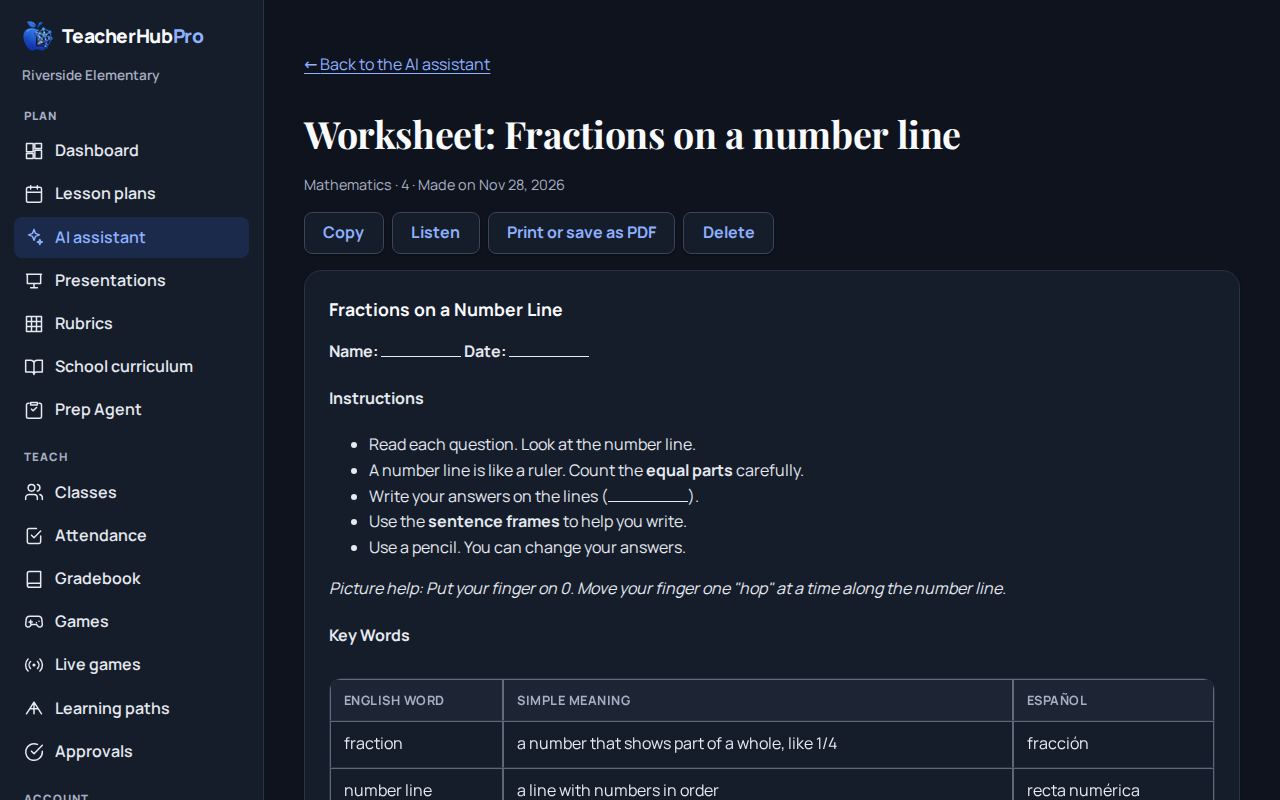 TeacherHubPro
Riverside Elementary
PLAN
Dashboard
Lesson plans
AI assistant
Presentations
Rubrics
School curriculum
Prep Agent
TEACH
Classes
Attendance
Gradebook
Games
Live games
Learning paths
Approvals
ACCOUNT
← Back to the AI assistant
Worksheet: Fractions on a number line
Mathematics · 4 · Made on Nov 28, 2026
Copy Listen Print or save as PDF Delete
Fractions on a Number Line
Name: __________ Date: __________
Instructions
• Read each question. Look at the number line.
• A number line is like a ruler. Count the equal parts carefully.
• Write your answers on the lines (__________).
• Use the sentence frames to help you write.
• Use a pencil. You can change your answers.
Picture help: Put your finger on 0. Move your finger one "hop" at a time along the number line.
Key Words
ENGLISH WORD SIMPLE MEANING ESPAÑOL
fraction a number that shows part of a whole, like 1/4 fracción
number line a line with numbers in order recta numérica